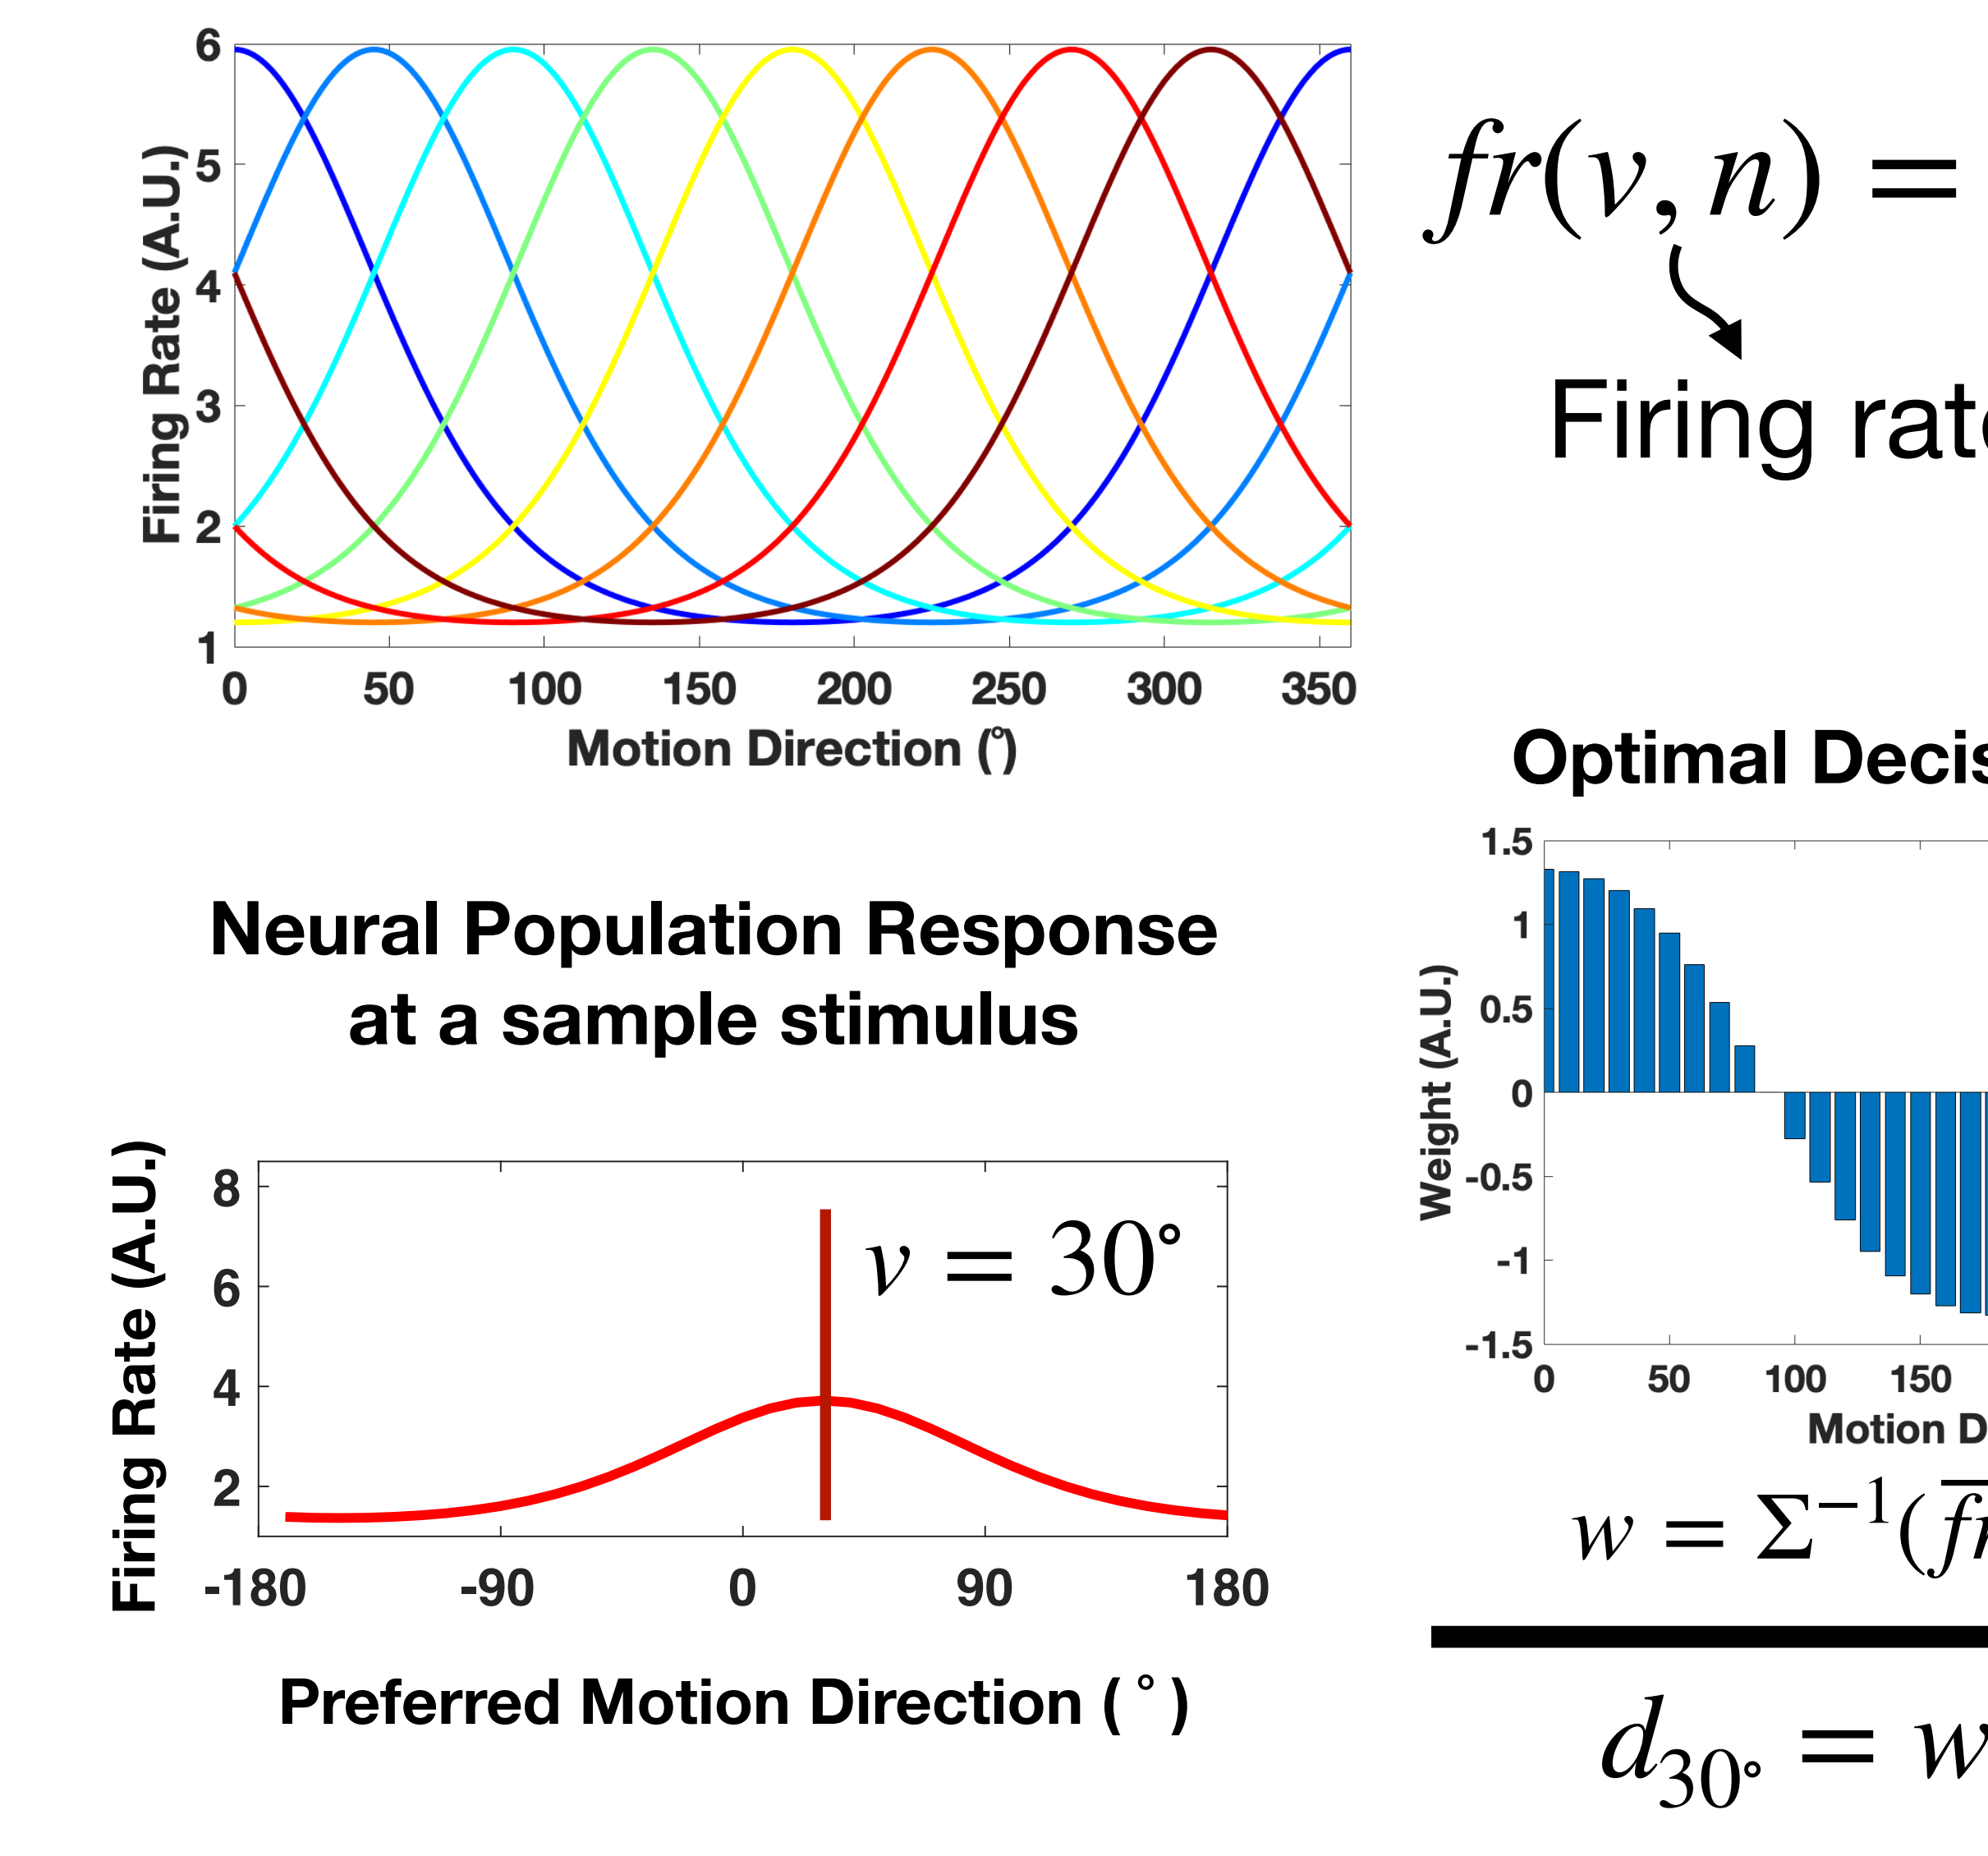 6
5
4
3
2
1
Firing Rate (A.U.)
0 50 100 150 200 250 300 350
Motion Direction (°)
fr(v, n) =
Firing rate
Neural Population Response
at a sample stimulus
8
6
4
2
Firing Rate (A.U.)
v = 30°
-180 -90 0 90 180
Preferred Motion Direction ( ° )
Optimal Decis
1.5
1
0.5
0
-0.5
-1
-1.5
Weight (A.U.)
0 50 100 150
Motion D
w = Σ⁻¹(f̅r̅
d₃₀° = w